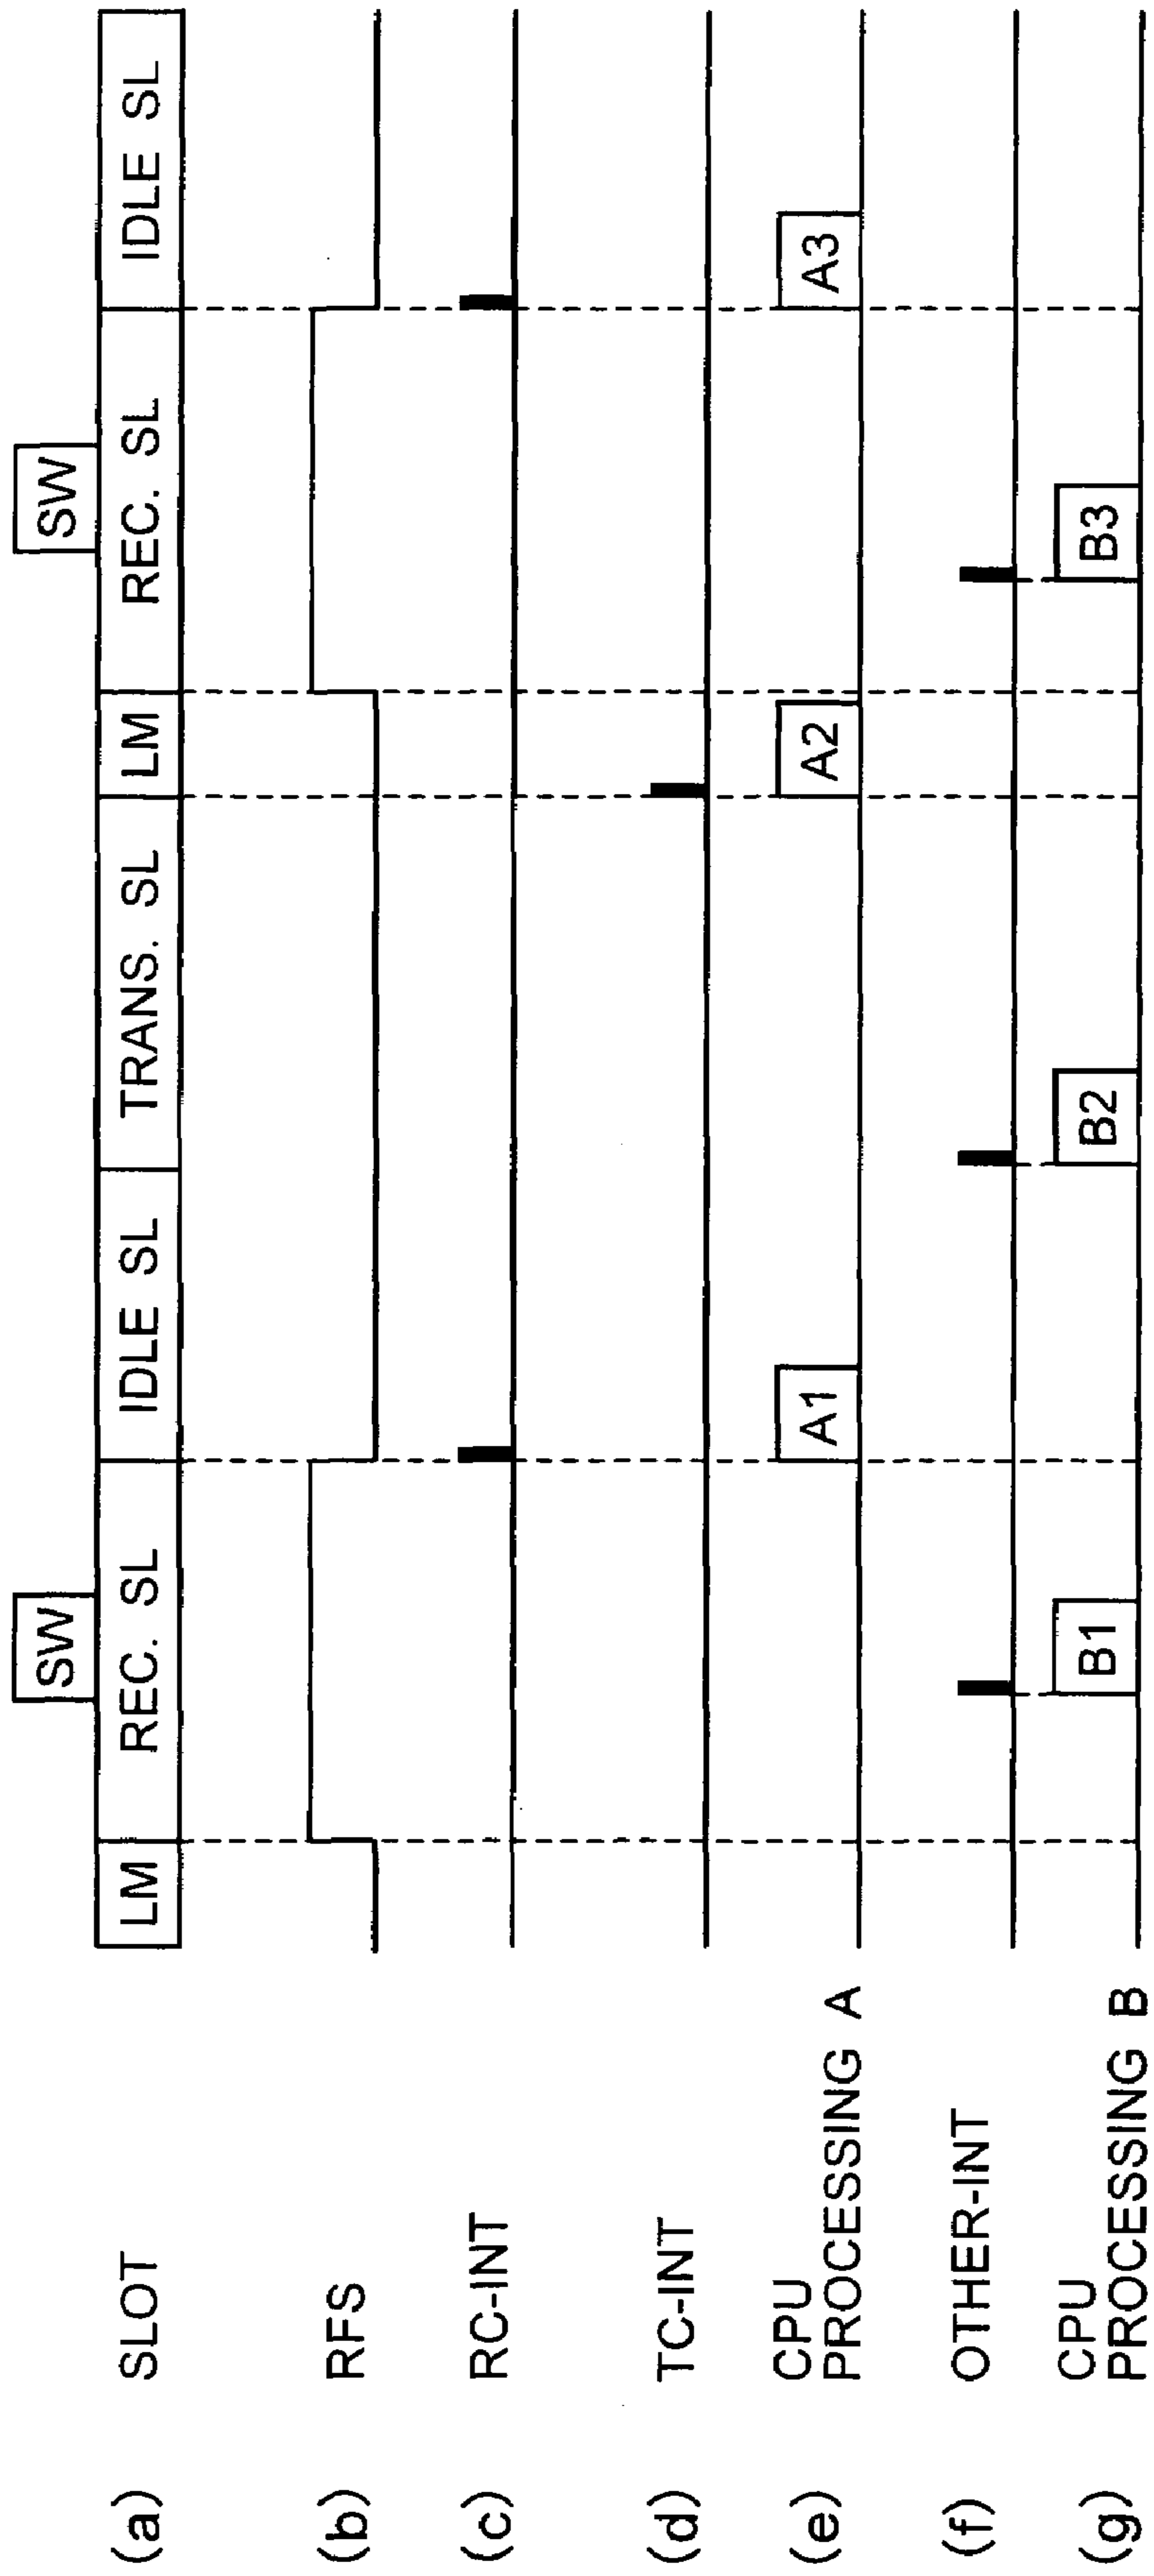 SW SW
(a) SLOT LM REC. SL IDLE SL TRANS. SL LM REC. SL IDLE SL
(b) RFS
(c) RC-INT
(d) TC-INT
(e) CPU
PROCESSING A A1 A2 A3
(f) OTHER-INT
(g) CPU
PROCESSING B B1 B2 B3